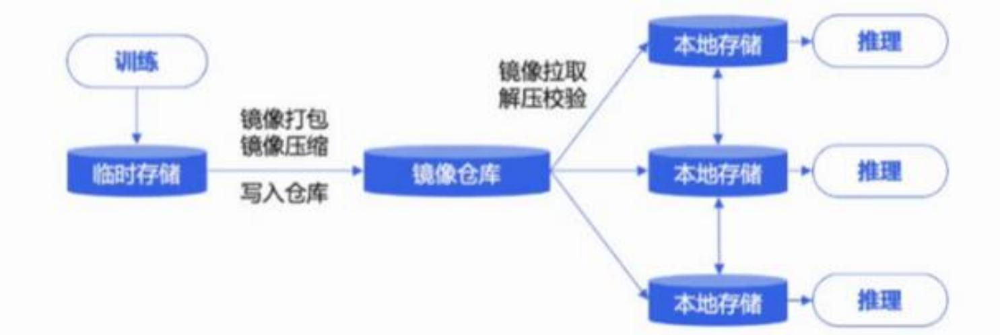 训练
临时存储
镜像打包
镜像压缩
写入仓库
镜像仓库
镜像拉取
解压校验
本地存储
推理
本地存储
推理
本地存储
推理